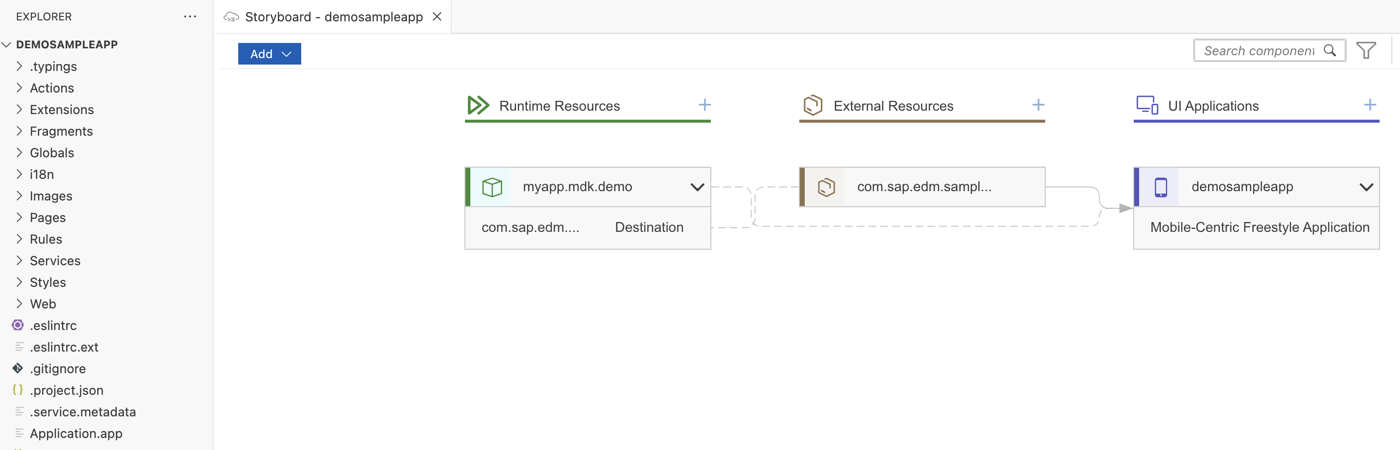 EXPLORER
...
DEMOSAMPLEAPP
.typings
Actions
Extensions
Fragments
Globals
i18n
Images
Pages
Rules
Services
Styles
Web
.eslintrc
.eslintrc.ext
.gitignore
{} .project.json
.service.metadata
Application.app
Storyboard - demosampleapp
Add
Search component
Runtime Resources
External Resources
UI Applications
myapp.mdk.demo
com.sap.edm.sampl...
demosampleapp
com.sap.edm.... Destination
Mobile-Centric Freestyle Application